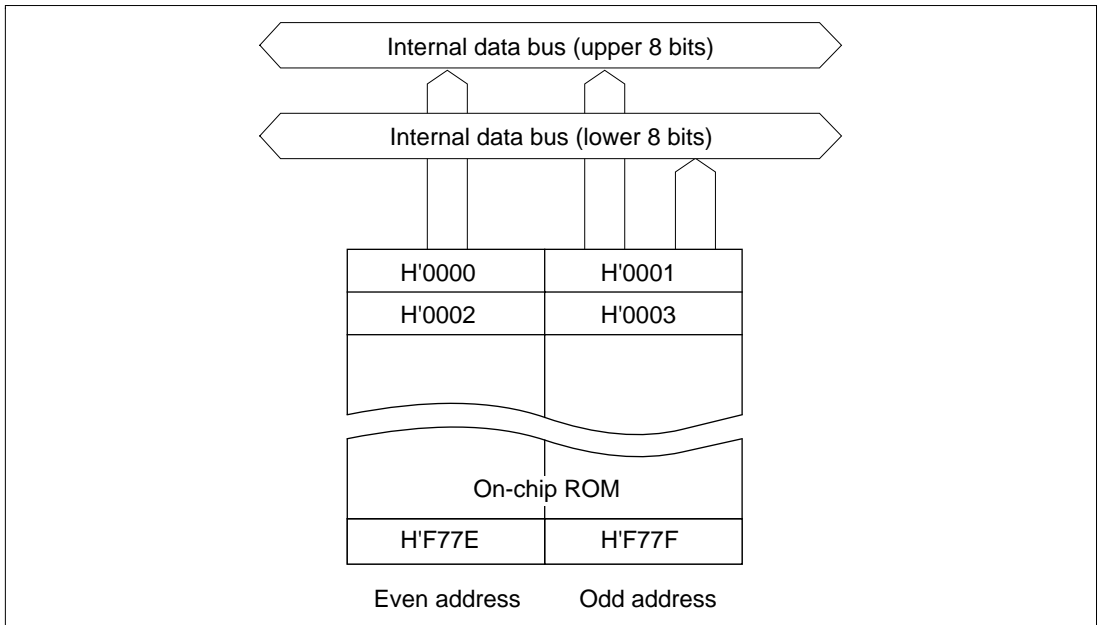 Internal data bus (upper 8 bits)
Internal data bus (lower 8 bits)
H'0000 H'0001
H'0002 H'0003
On-chip ROM
H'F77E H'F77F
Even address Odd address